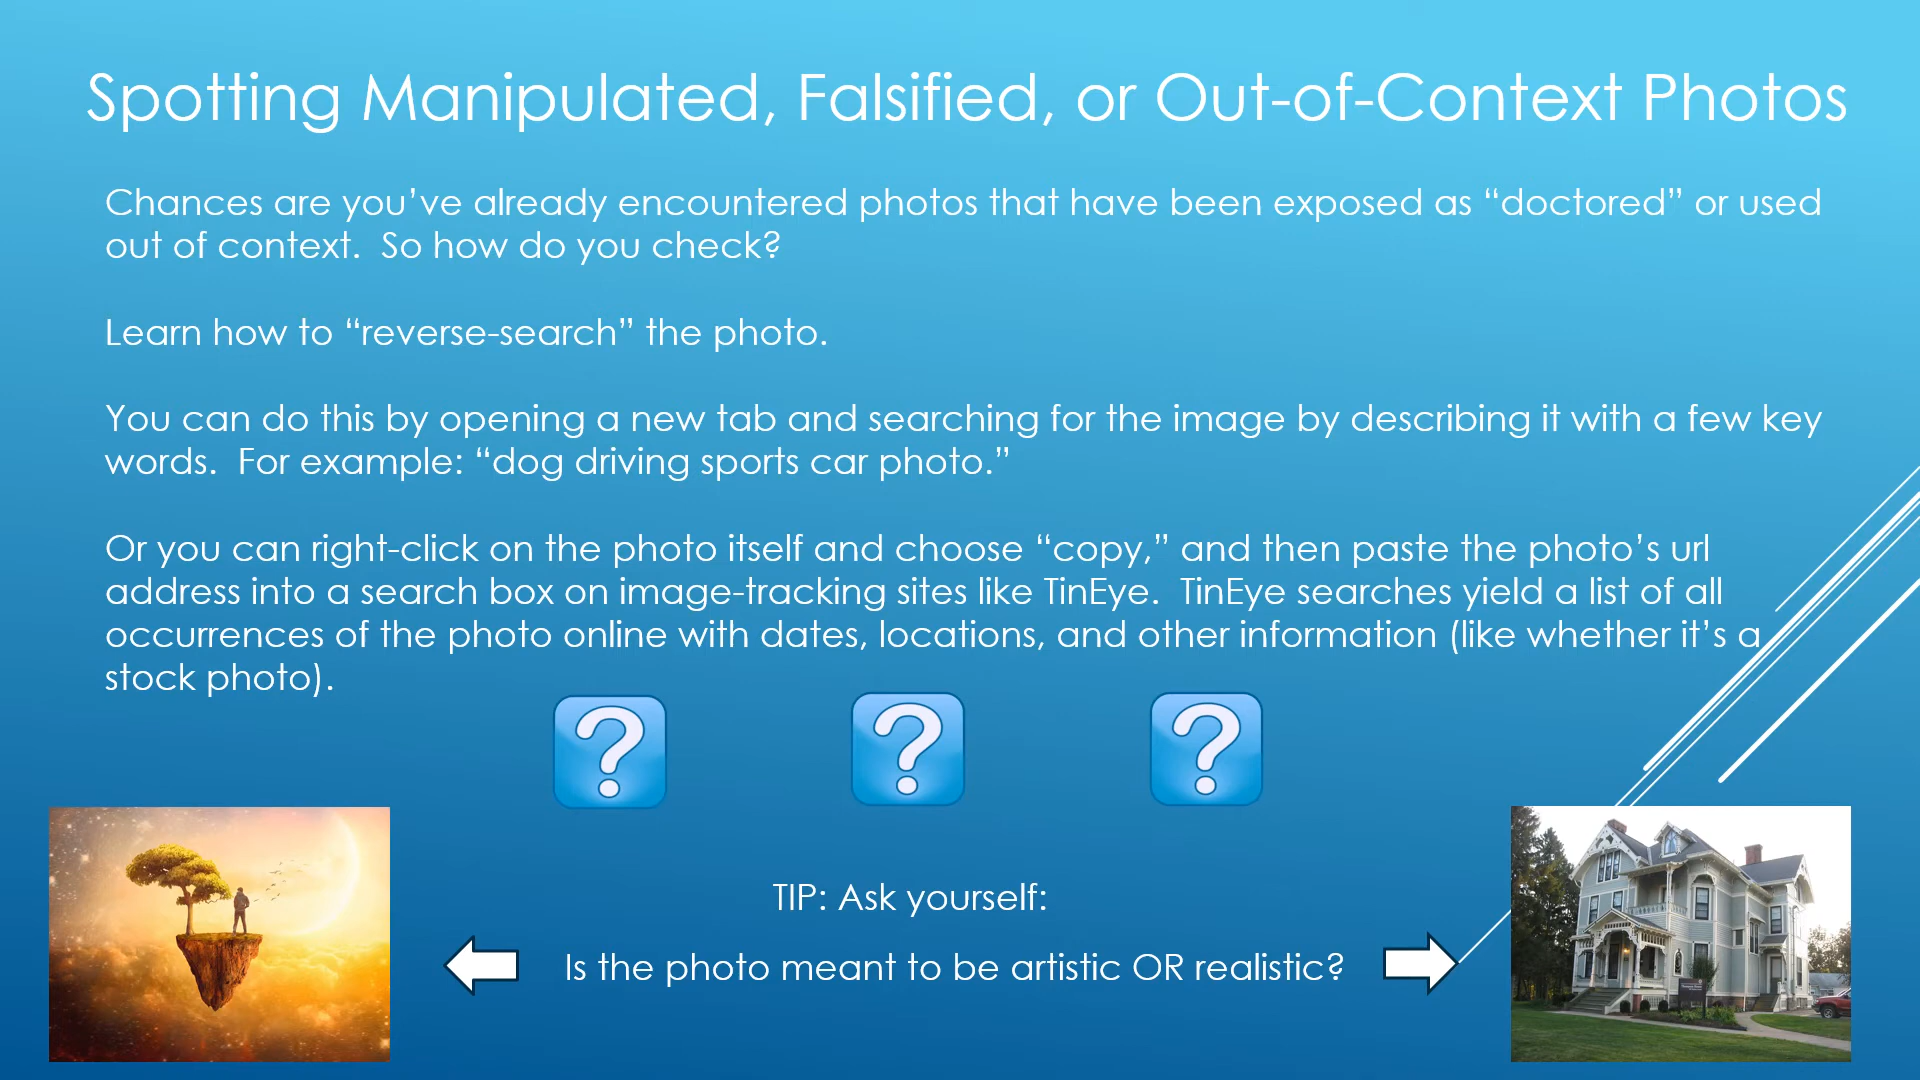 Spotting Manipulated, Falsified, or Out-of-Context Photos
Chances are you’ve already encountered photos that have been exposed as “doctored” or used
out of context.  So how do you check?
Learn how to “reverse-search” the photo.
You can do this by opening a new tab and searching for the image by describing it with a few key
words.  For example: “dog driving sports car photo.”
Or you can right-click on the photo itself and choose “copy,” and then paste the photo’s url
address into a search box on image-tracking sites like TinEye.  TinEye searches yield a list of all
occurrences of the photo online with dates, locations, and other information (like whether it’s a
stock photo).
? ? ?
TIP: Ask yourself:
Is the photo meant to be artistic OR realistic?